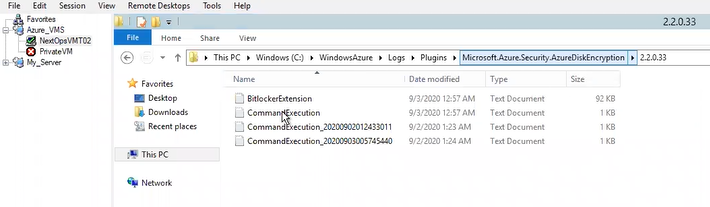 File Edit Session View Remote Desktops Tools Help
Favorites
Azure_VMS
NextOpsVMT02
PrivateVM
My_Server
2.2.0.33
File Home Share View
This PC Windows (C:) WindowsAzure Logs Plugins Microsoft.Azure.Security.AzureDiskEncryption 2.2.0.33
Favorites
Desktop
Downloads
Recent places
This PC
Network
Name Date modified Type Size
BitlockerExtension 9/3/2020 12:57 AM Text Document 92 KB
CommandExecution 9/3/2020 12:57 AM Text Document 1 KB
CommandExecution_20200902012433011 9/2/2020 1:23 AM Text Document 1 KB
CommandExecution_20200903005745440 9/2/2020 1:24 AM Text Document 1 KB